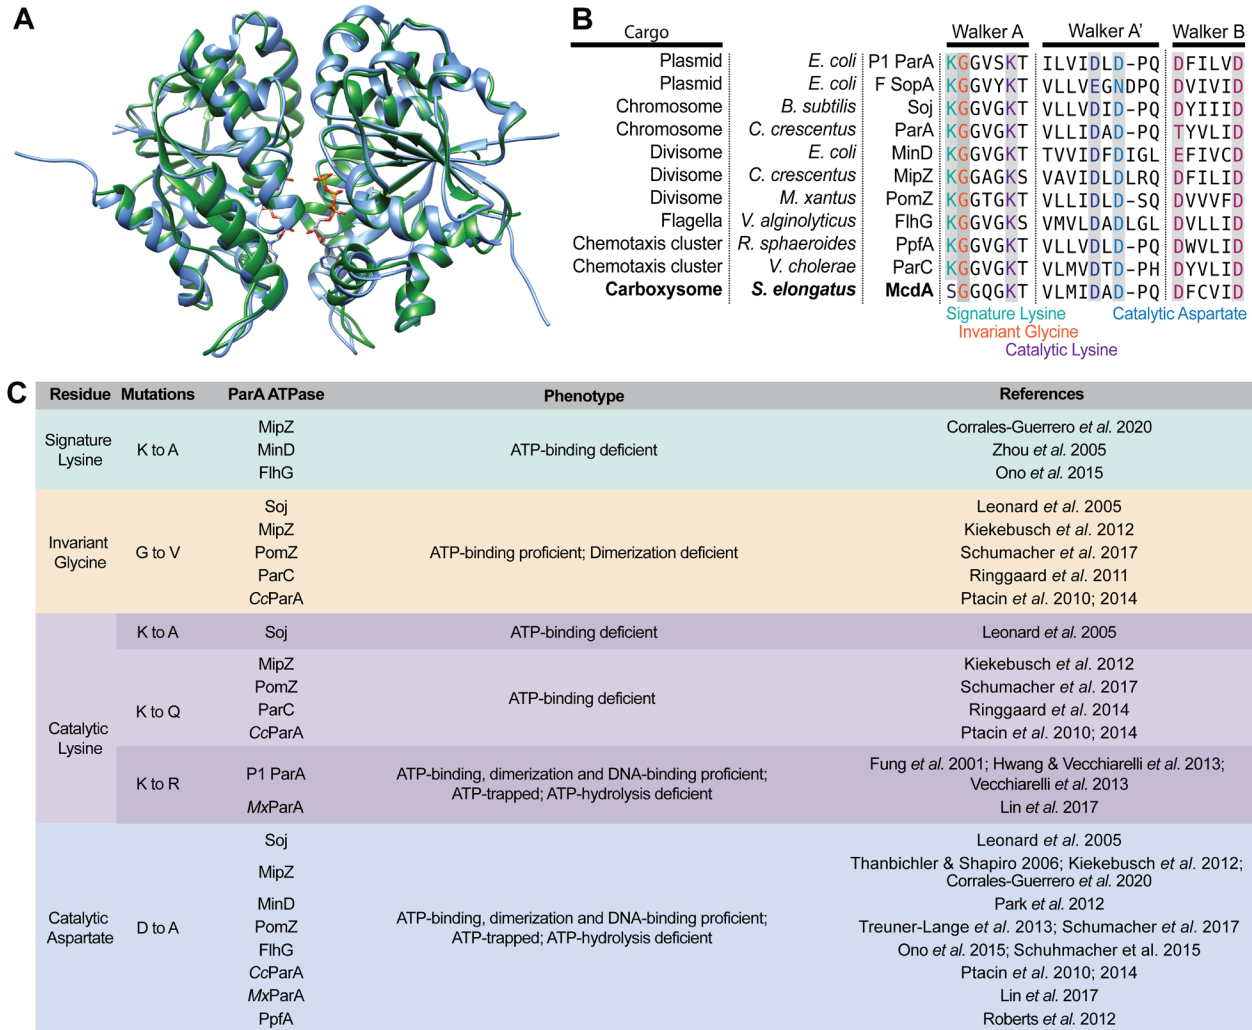 A
B
Cargo Walker A Walker A’ Walker B
Plasmid E. coli P1 ParA KGGVSKT ILVIDLD-PQ DFILVD
Plasmid E. coli F SopA KGGVYKT VLLVEGNDPQ DVIVID
Chromosome B. subtilis Soj KGGVGKT VLLVDID-PQ DYIIID
Chromosome C. crescentus ParA KGGVGKT VLLIDAD-PQ TYVLID
Divisome E. coli MinD KGGVGKT TVVIDFDIGL EFIVCD
Divisome C. crescentus MipZ KGGAGKS VAVIDLDLRQ DFILID
Divisome M. xantus PomZ KGGTGKT VLLIDLD-SQ DVVVFD
Flagella V. alginolyticus FlhG KGGVGKS VMVLDADLGL DVLLID
Chemotaxis cluster R. sphaeroides PpfA KGGVGKT VLLVDLD-PQ DWVLID
Chemotaxis cluster V. cholerae ParC KGGVGKT VLMVDTD-PH DYVLID
Carboxysome S. elongatus McdA SGGQGKT VLMIDAD-PQ DFCVID
Signature Lysine Catalytic Aspartate
Invariant Glycine
Catalytic Lysine
C
Residue Mutations ParA ATPase Phenotype References
Signature Lysine K to A MipZ ATP-binding deficient Corrales-Guerrero et al. 2020
MinD Zhou et al. 2005
FlhG Ono et al. 2015
Invariant Glycine G to V Soj ATP-binding proficient; Dimerization deficient Leonard et al. 2005
MipZ Kiekebusch et al. 2012
PomZ Schumacher et al. 2017
ParC Ringgaard et al. 2011
CcParA Ptacin et al. 2010; 2014
Catalytic Lysine K to A Soj ATP-binding deficient Leonard et al. 2005
K to Q MipZ ATP-binding deficient Kiekebusch et al. 2012
PomZ Schumacher et al. 2017
ParC Ringgaard et al. 2014
CcParA Ptacin et al. 2010; 2014
K to R P1 ParA ATP-binding, dimerization and DNA-binding proficient; Fung et al. 2001; Hwang & Vecchiarelli et al. 2013;
ATP-trapped; ATP-hydrolysis deficient Vecchiarelli et al. 2013
MxParA Lin et al. 2017
Catalytic Aspartate D to A Soj ATP-binding, dimerization and DNA-binding proficient; Leonard et al. 2005
ATP-trapped; ATP-hydrolysis deficient
MipZ Thanbichler & Shapiro 2006; Kiekebusch et al. 2012;
Corrales-Guerrero et al. 2020
MinD Park et al. 2012
PomZ Treuner-Lange et al. 2013; Schumacher et al. 2017
FlhG Ono et al. 2015; Schuhmacher et al. 2015
CcParA Ptacin et al. 2010; 2014
MxParA Lin et al. 2017
PpfA Roberts et al. 2012